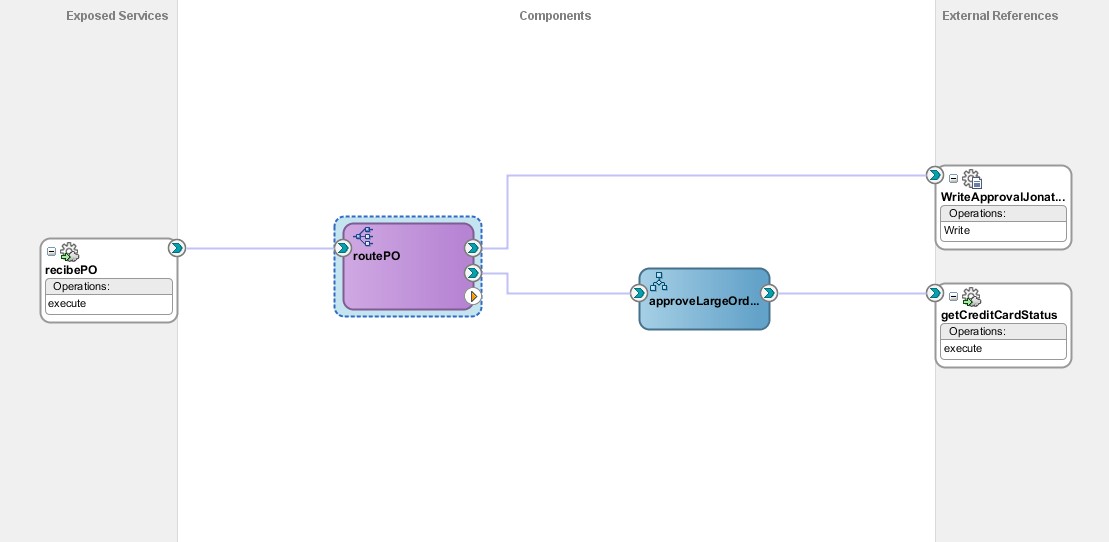 Exposed Services
Components
External References
WriteApprovalJonat...
Operations:
Write
recibePO
Operations:
execute
routePO
approveLargeOrd...
getCreditCardStatus
Operations:
execute